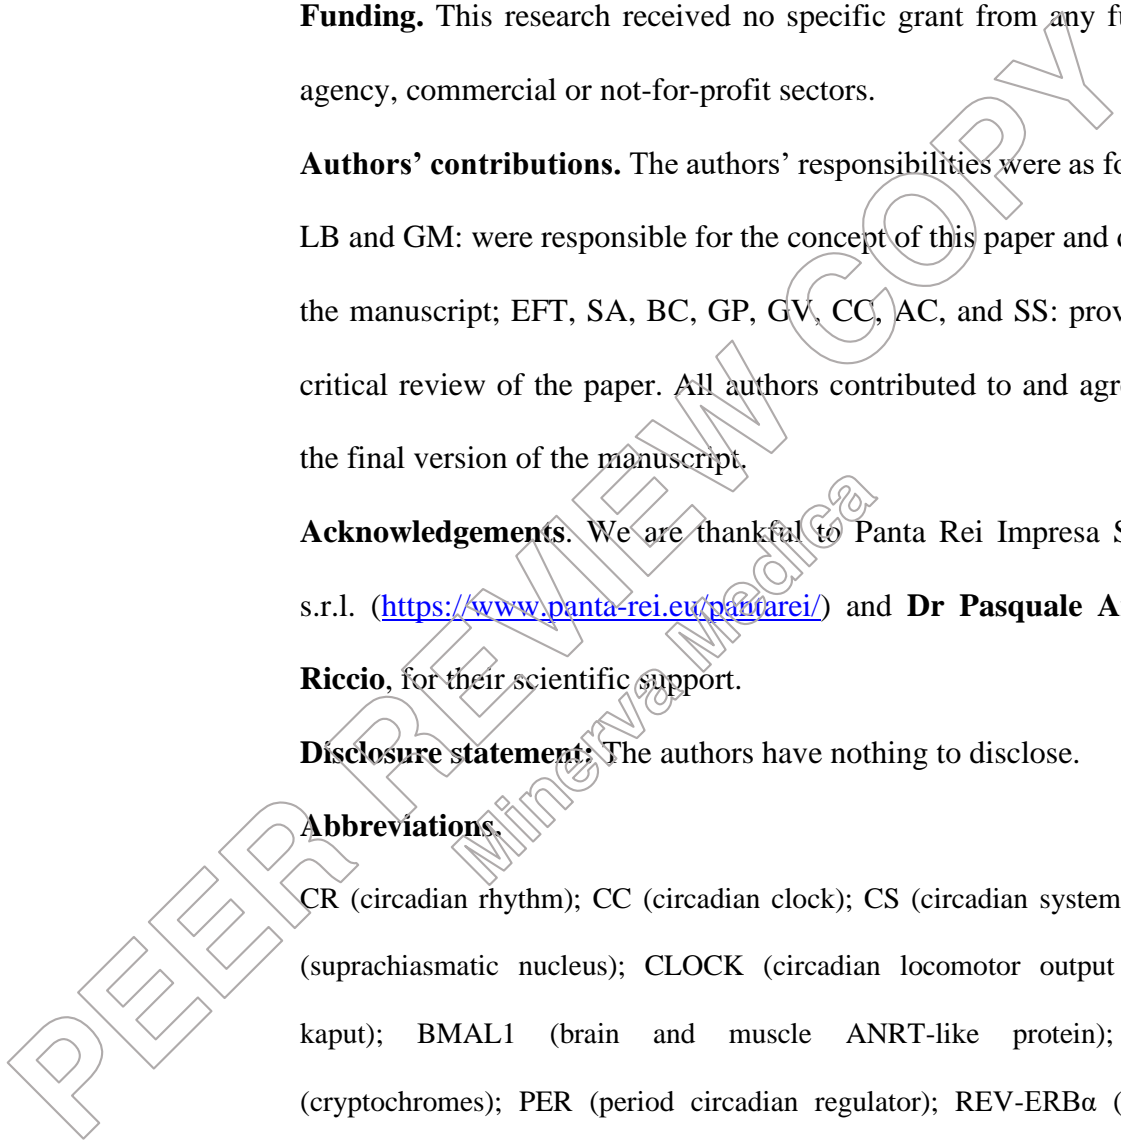 Funding. This research received no specific grant from any
agency, commercial or not-for-profit sectors.
Authors’ contributions. The authors’ responsibilities were as
LB and GM: were responsible for the concept of this paper and
the manuscript; EFT, SA, BC, GP, GV, CC, AC, and SS:
critical review of the paper. All authors contributed to and
the final version of the manuscript.
Acknowledgements. We are thankful to Panta Rei Impresa
s.r.l. (https://www.panta-rei.eu/pantarei/) and Dr Pasquale
Riccio, for their scientific support.
Disclosure statement: The authors have nothing to disclose.
Abbreviations.
CR (circadian rhythm); CC (circadian clock); CS (circadian system
(suprachiasmatic nucleus); CLOCK (circadian locomotor output
kaput); BMAL1 (brain and muscle ANRT-like protein);
(cryptochromes); PER (period circadian regulator); REV-ERBα (
PEER REVIEW COPY
Minerva Medica